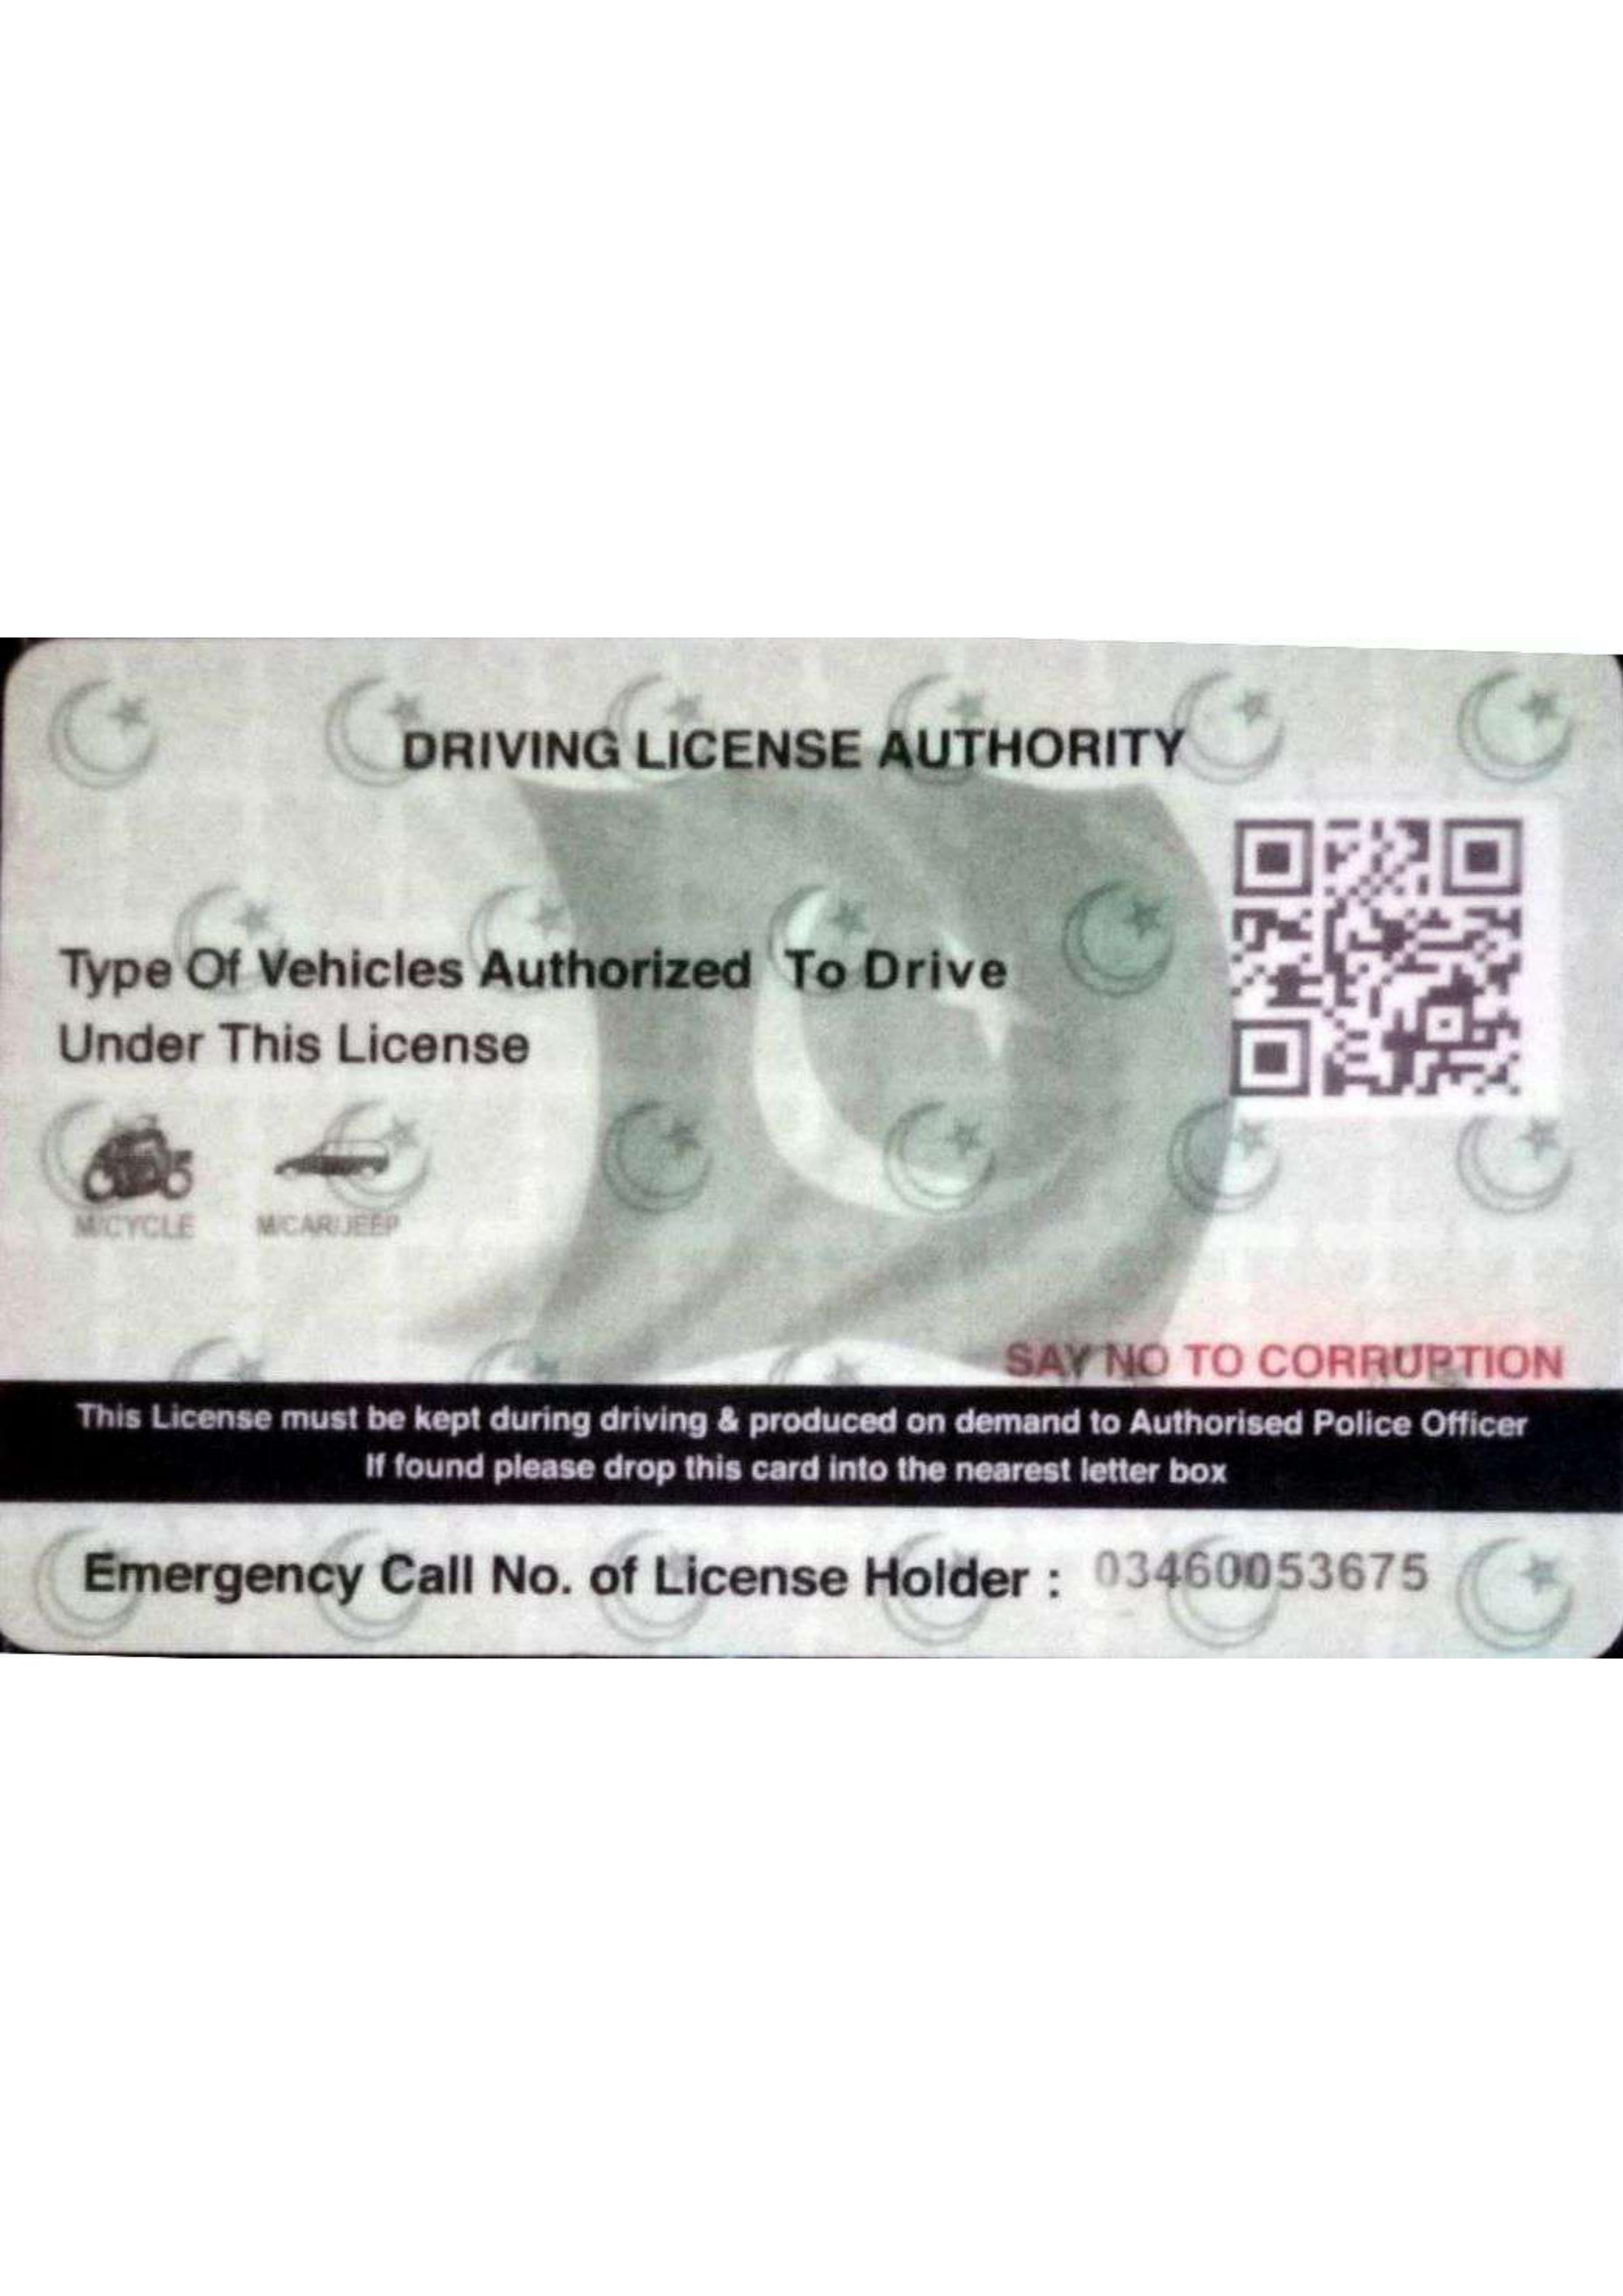 DRIVING LICENSE AUTHORITY
Type Of Vehicles Authorized To Drive
Under This License
M/CYCLE M/CAR/JEEP
SAY NO TO CORRUPTION
This License must be kept during driving & produced on demand to Authorised Police Officer
If found please drop this card into the nearest letter box
Emergency Call No. of License Holder : 03460053675